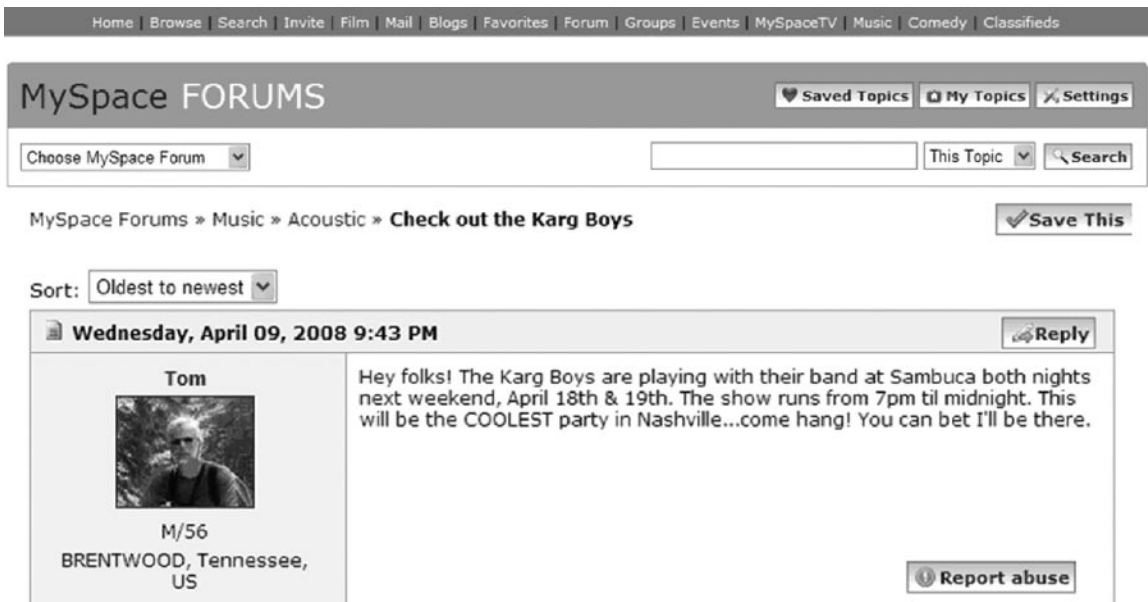 Home | Browse | Search | Invite | Film | Mail | Blogs | Favorites | Forum | Groups | Events | MySpaceTV | Music | Comedy | Classifieds
MySpace FORUMS
Saved Topics
My Topics
Settings
Choose MySpace Forum
This Topic
Search
MySpace Forums » Music » Acoustic » Check out the Karg Boys
Save This
Sort: Oldest to newest
Wednesday, April 09, 2008 9:43 PM
Reply
Tom
M/56
BRENTWOOD, Tennessee,
US
Hey folks! The Karg Boys are playing with their band at Sambuca both nights
next weekend, April 18th & 19th. The show runs from 7pm til midnight. This
will be the COOLEST party in Nashville...come hang! You can bet I'll be there.
Report abuse